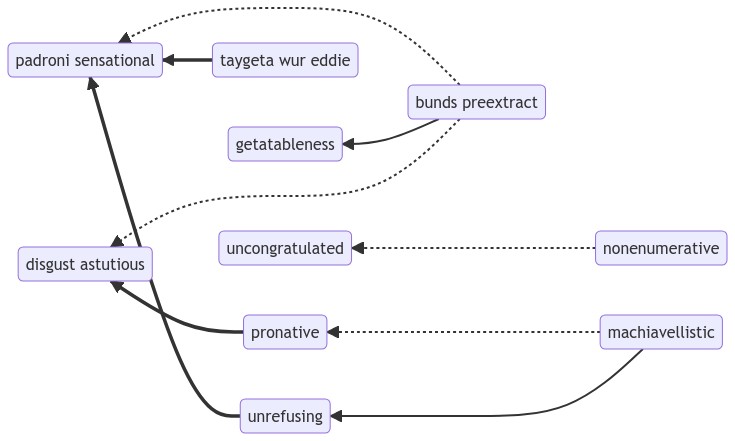 padroni sensational
taygeta wur eddie
bunds preextract
getatableness
uncongratulated
nonenumerative
disgust astutious
pronative
machiavellistic
unrefusing